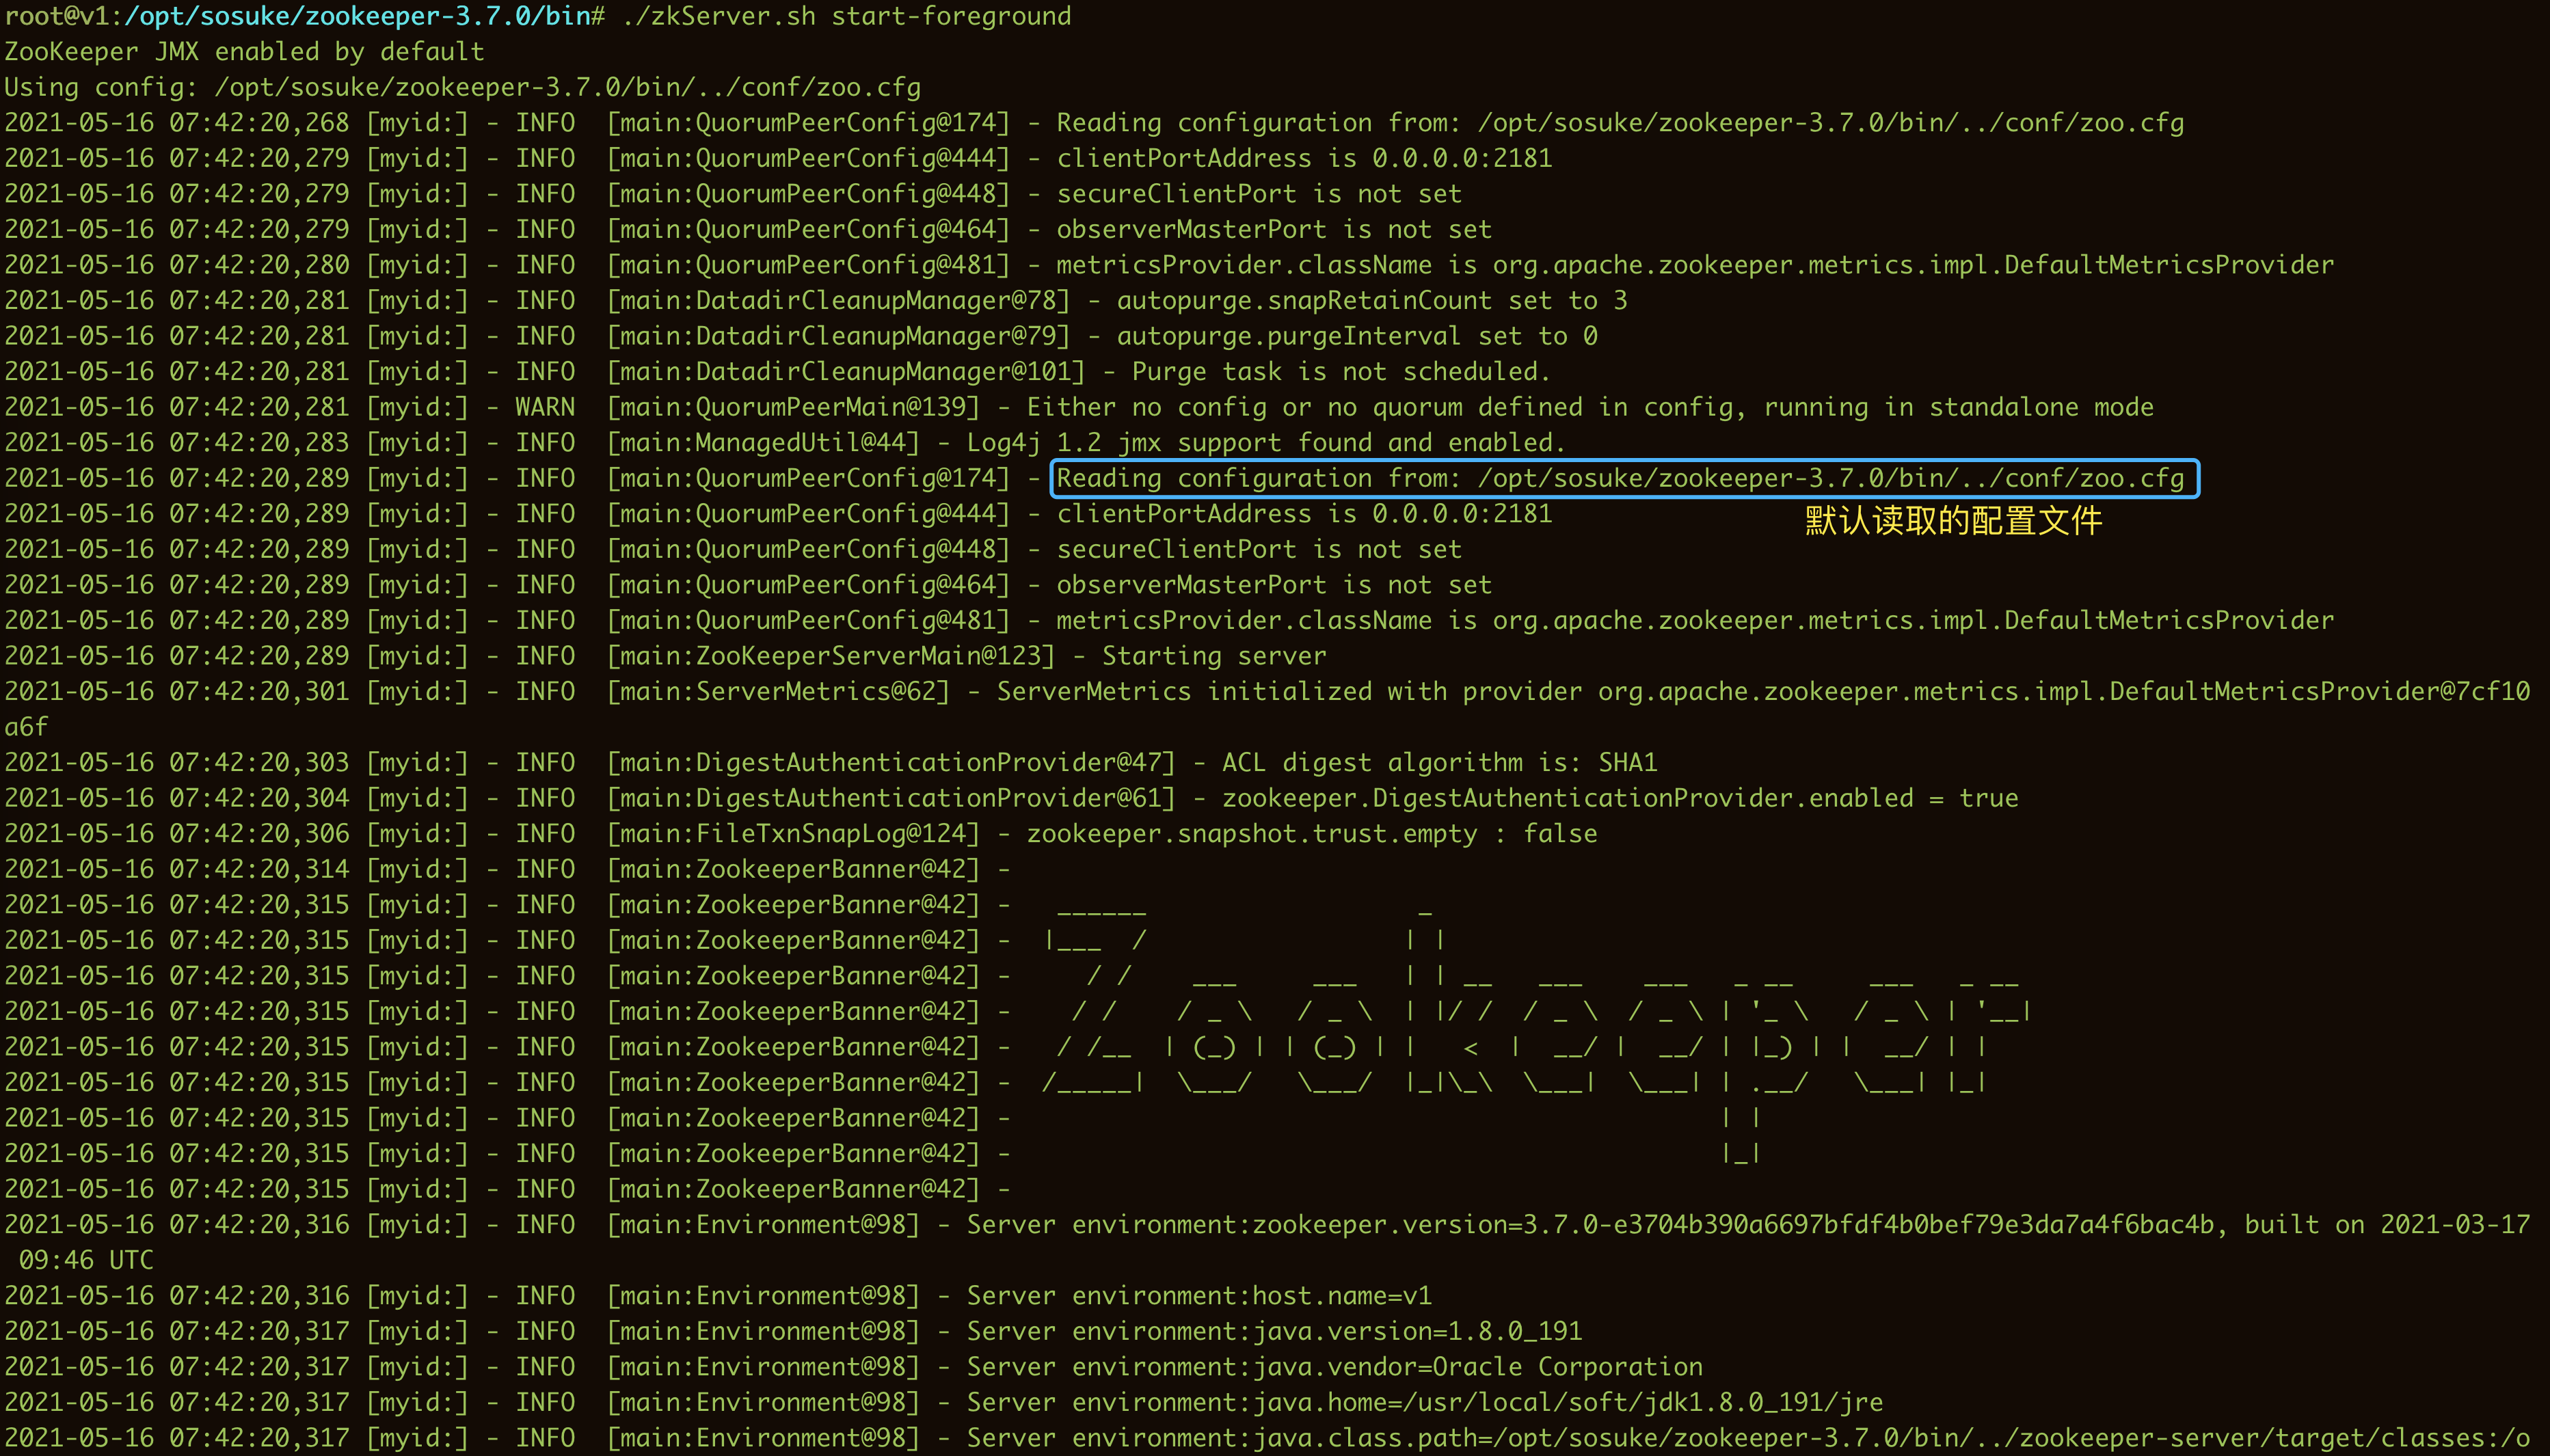 root@v1:/opt/sosuke/zookeeper-3.7.0/bin# ./zkServer.sh start-foreground
ZooKeeper JMX enabled by default
Using config: /opt/sosuke/zookeeper-3.7.0/bin/../conf/zoo.cfg
2021-05-16 07:42:20,268 [myid:] - INFO  [main:QuorumPeerConfig@174] - Reading configuration from: /opt/sosuke/zookeeper-3.7.0/bin/../conf/zoo.cfg
2021-05-16 07:42:20,279 [myid:] - INFO  [main:QuorumPeerConfig@444] - clientPortAddress is 0.0.0.0:2181
2021-05-16 07:42:20,279 [myid:] - INFO  [main:QuorumPeerConfig@448] - secureClientPort is not set
2021-05-16 07:42:20,279 [myid:] - INFO  [main:QuorumPeerConfig@464] - observerMasterPort is not set
2021-05-16 07:42:20,280 [myid:] - INFO  [main:QuorumPeerConfig@481] - metricsProvider.className is org.apache.zookeeper.metrics.impl.DefaultMetricsProvider
2021-05-16 07:42:20,281 [myid:] - INFO  [main:DatadirCleanupManager@78] - autopurge.snapRetainCount set to 3
2021-05-16 07:42:20,281 [myid:] - INFO  [main:DatadirCleanupManager@79] - autopurge.purgeInterval set to 0
2021-05-16 07:42:20,281 [myid:] - INFO  [main:DatadirCleanupManager@101] - Purge task is not scheduled.
2021-05-16 07:42:20,281 [myid:] - WARN  [main:QuorumPeerMain@139] - Either no config or no quorum defined in config, running in standalone mode
2021-05-16 07:42:20,283 [myid:] - INFO  [main:ManagedUtil@44] - Log4j 1.2 jmx support found and enabled.
2021-05-16 07:42:20,289 [myid:] - INFO  [main:QuorumPeerConfig@174] - Reading configuration from: /opt/sosuke/zookeeper-3.7.0/bin/../conf/zoo.cfg
2021-05-16 07:42:20,289 [myid:] - INFO  [main:QuorumPeerConfig@444] - clientPortAddress is 0.0.0.0:2181
默认读取的配置文件
2021-05-16 07:42:20,289 [myid:] - INFO  [main:QuorumPeerConfig@448] - secureClientPort is not set
2021-05-16 07:42:20,289 [myid:] - INFO  [main:QuorumPeerConfig@464] - observerMasterPort is not set
2021-05-16 07:42:20,289 [myid:] - INFO  [main:QuorumPeerConfig@481] - metricsProvider.className is org.apache.zookeeper.metrics.impl.DefaultMetricsProvider
2021-05-16 07:42:20,289 [myid:] - INFO  [main:ZooKeeperServerMain@123] - Starting server
2021-05-16 07:42:20,301 [myid:] - INFO  [main:ServerMetrics@62] - ServerMetrics initialized with provider org.apache.zookeeper.metrics.impl.DefaultMetricsProvider@7cf10
a6f
2021-05-16 07:42:20,303 [myid:] - INFO  [main:DigestAuthenticationProvider@47] - ACL digest algorithm is: SHA1
2021-05-16 07:42:20,304 [myid:] - INFO  [main:DigestAuthenticationProvider@61] - zookeeper.DigestAuthenticationProvider.enabled = true
2021-05-16 07:42:20,306 [myid:] - INFO  [main:FileTxnSnapLog@124] - zookeeper.snapshot.trust.empty : false
2021-05-16 07:42:20,314 [myid:] - INFO  [main:ZookeeperBanner@42] -
2021-05-16 07:42:20,315 [myid:] - INFO  [main:ZookeeperBanner@42] -   ______                  _
2021-05-16 07:42:20,315 [myid:] - INFO  [main:ZookeeperBanner@42] -  |___  /                 | |
2021-05-16 07:42:20,315 [myid:] - INFO  [main:ZookeeperBanner@42] -     / /    ___     ___   | | __   ___    ___   _ __     ___   _ __
2021-05-16 07:42:20,315 [myid:] - INFO  [main:ZookeeperBanner@42] -    / /    / _ \   / _ \  | |/ /  / _ \  / _ \ | '_ \   / _ \ | '__|
2021-05-16 07:42:20,315 [myid:] - INFO  [main:ZookeeperBanner@42] -   / /__  | (_) | | (_) | |   <  |  __/ |  __/ | |_) | |  __/ | |
2021-05-16 07:42:20,315 [myid:] - INFO  [main:ZookeeperBanner@42] -  /_____|  \___/   \___/  |_|\_\  \___|  \___| | .__/   \___| |_|
2021-05-16 07:42:20,315 [myid:] - INFO  [main:ZookeeperBanner@42] -                                               | |
2021-05-16 07:42:20,315 [myid:] - INFO  [main:ZookeeperBanner@42] -                                               |_|
2021-05-16 07:42:20,315 [myid:] - INFO  [main:ZookeeperBanner@42] -
2021-05-16 07:42:20,316 [myid:] - INFO  [main:Environment@98] - Server environment:zookeeper.version=3.7.0-e3704b390a6697bfdf4b0bef79e3da7a4f6bac4b, built on 2021-03-17
 09:46 UTC
2021-05-16 07:42:20,316 [myid:] - INFO  [main:Environment@98] - Server environment:host.name=v1
2021-05-16 07:42:20,317 [myid:] - INFO  [main:Environment@98] - Server environment:java.version=1.8.0_191
2021-05-16 07:42:20,317 [myid:] - INFO  [main:Environment@98] - Server environment:java.vendor=Oracle Corporation
2021-05-16 07:42:20,317 [myid:] - INFO  [main:Environment@98] - Server environment:java.home=/usr/local/soft/jdk1.8.0_191/jre
2021-05-16 07:42:20,317 [myid:] - INFO  [main:Environment@98] - Server environment:java.class.path=/opt/sosuke/zookeeper-3.7.0/bin/../zookeeper-server/target/classes:/o